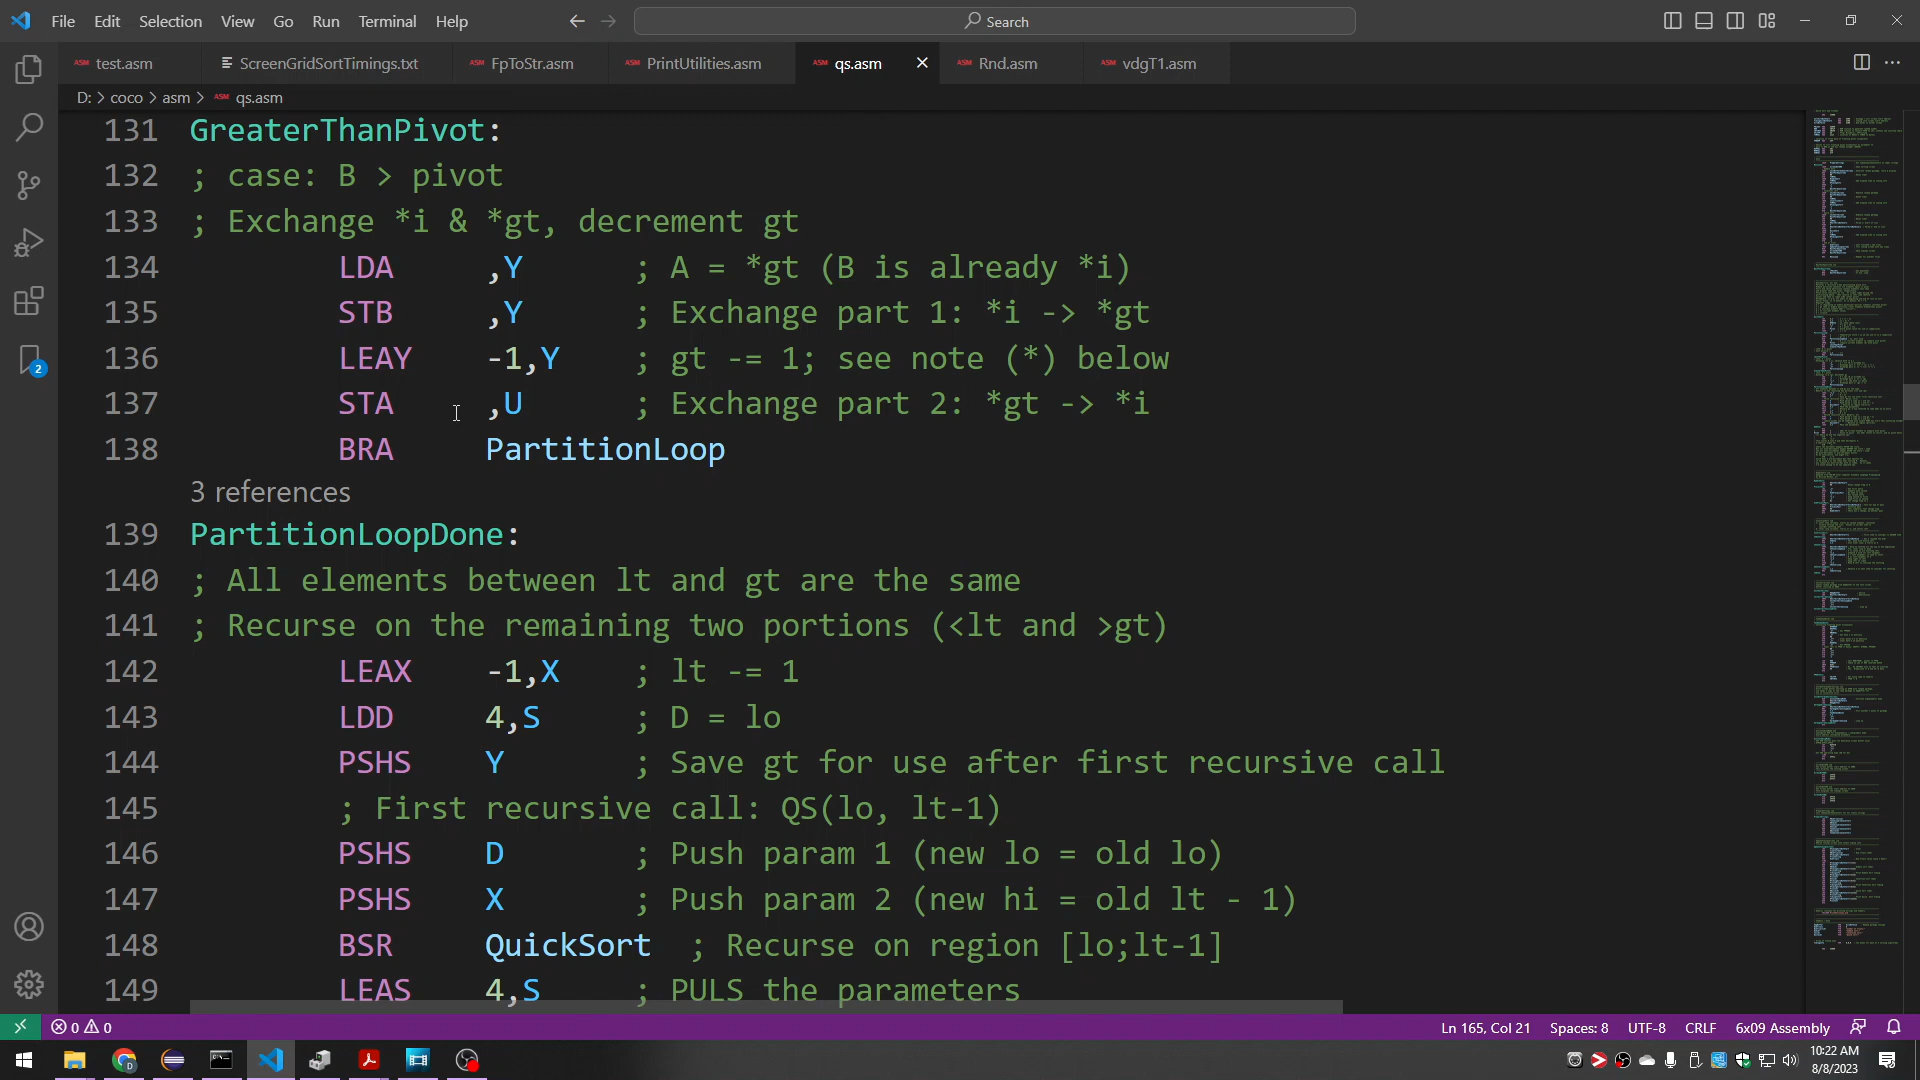 File Edit Selection View Go Run Terminal Help
Search
ASM test.asm ScreenGridSortTimings.txt ASM FpToStr.asm ASM PrintUtilities.asm ASM qs.asm ASM Rnd.asm ASM vdgT1.asm
D: > coco > asm > ASM qs.asm
131 GreaterThanPivot:
132 ; case: B > pivot
133 ; Exchange *i & *gt, decrement gt
134 LDA ,Y ; A = *gt (B is already *i)
135 STB ,Y ; Exchange part 1: *i -> *gt
136 LEAY -1,Y ; gt -= 1; see note (*) below
137 STA ,U ; Exchange part 2: *gt -> *i
138 BRA PartitionLoop
3 references
139 PartitionLoopDone:
140 ; All elements between lt and gt are the same
141 ; Recurse on the remaining two portions (<lt and >gt)
142 LEAX -1,X ; lt -= 1
143 LDD 4,S ; D = lo
144 PSHS Y ; Save gt for use after first recursive call
145 ; First recursive call: QS(lo, lt-1)
146 PSHS D ; Push param 1 (new lo = old lo)
147 PSHS X ; Push param 2 (new hi = old lt - 1)
148 BSR QuickSort ; Recurse on region [lo;lt-1]
149 LEAS 4,S ; PULS the parameters
2
0 0 Ln 165, Col 21 Spaces: 8 UTF-8 CRLF 6x09 Assembly
10:22 AM
8/8/2023